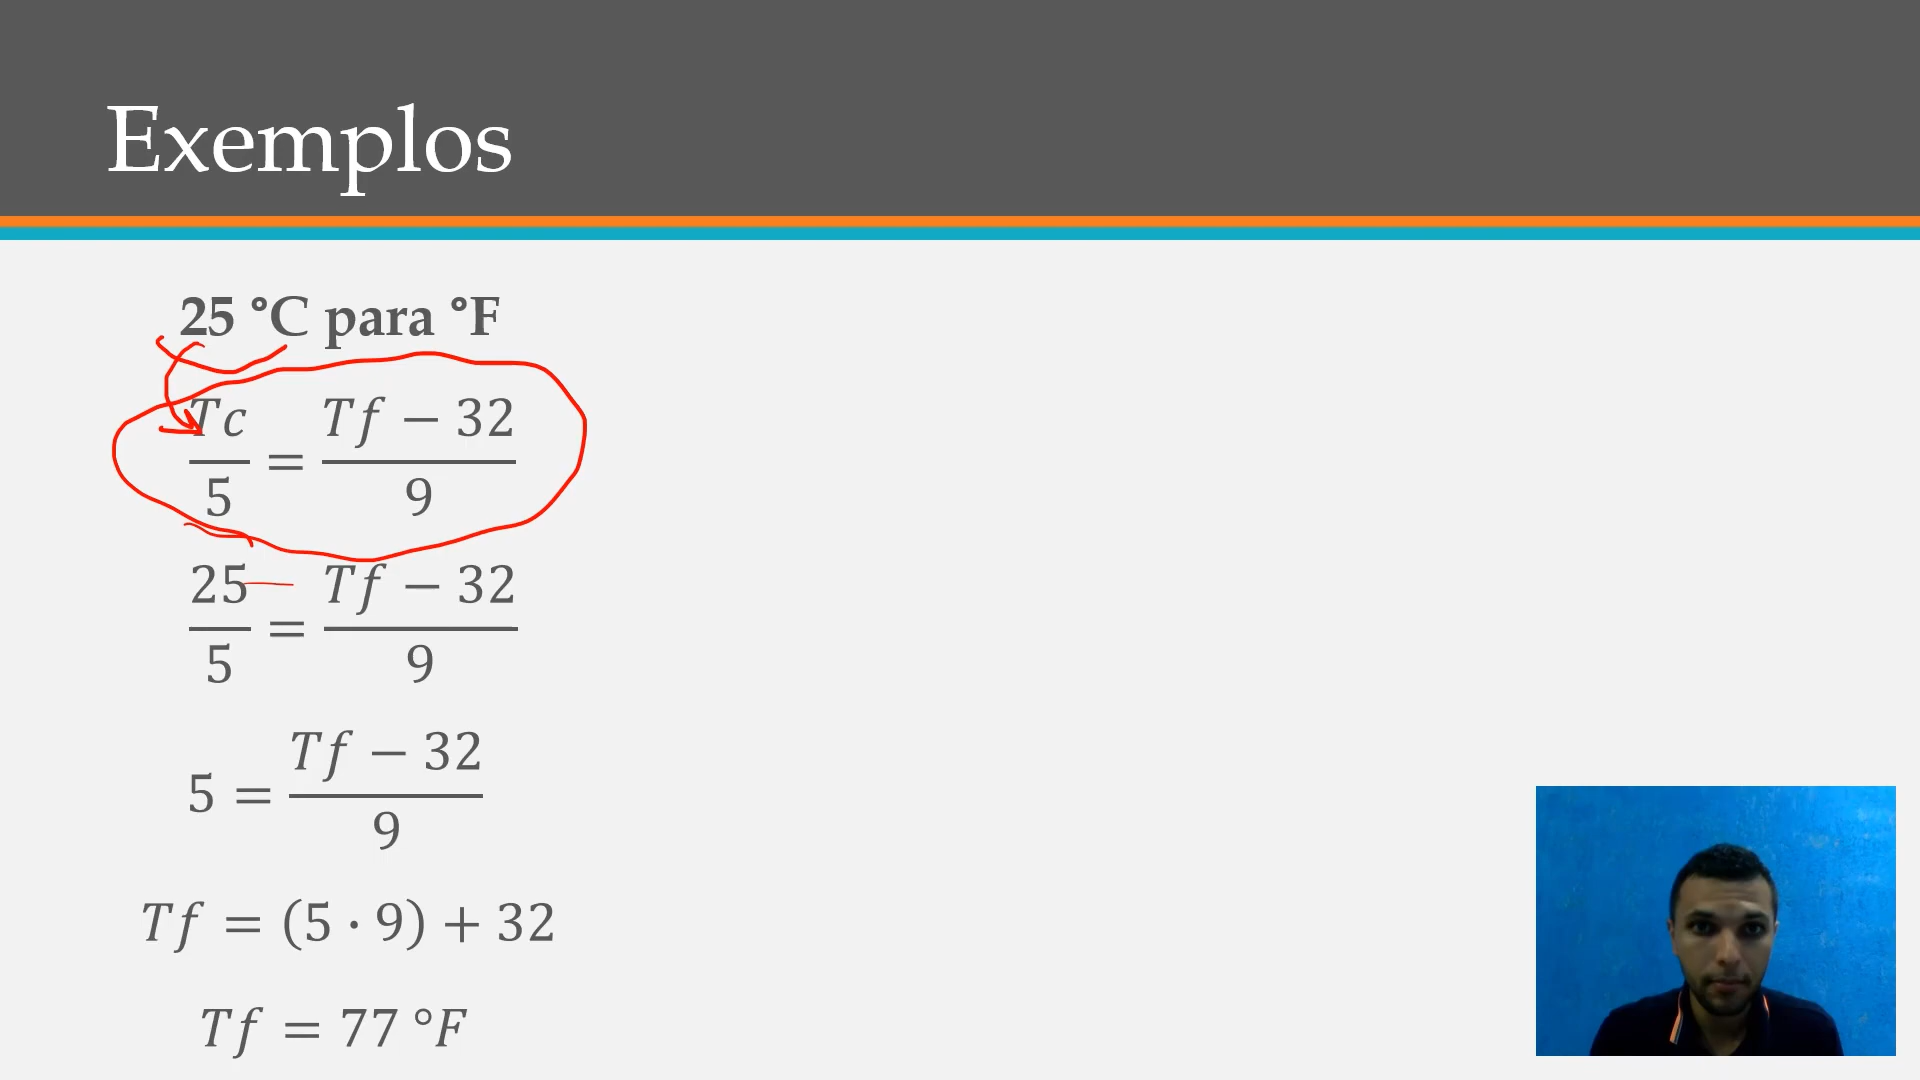 Exemplos
25 °C para °F
Tc/5 = Tf − 32/9
25/5 = Tf − 32/9
5 = Tf − 32/9
Tf = (5 · 9) + 32
Tf = 77 °F